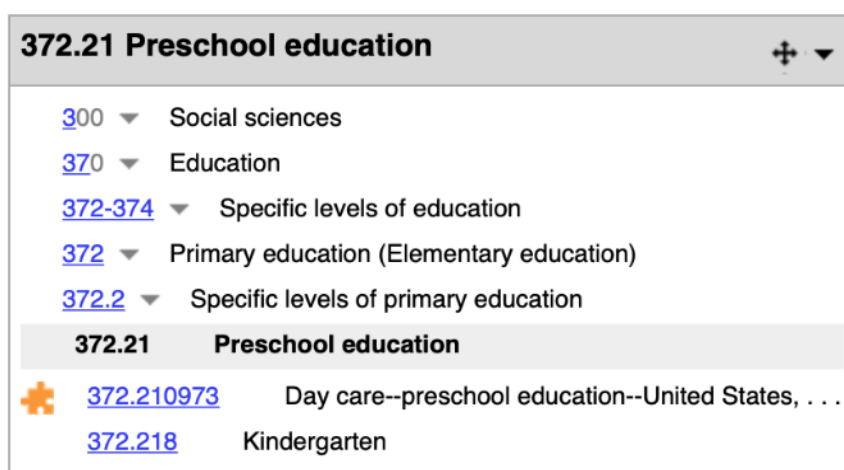 372.21 Preschool education
300 Social sciences
370 Education
372-374 Specific levels of education
372 Primary education (Elementary education)
372.2 Specific levels of primary education
372.21 Preschool education
372.210973 Day care--preschool education--United States, . . .
372.218 Kindergarten